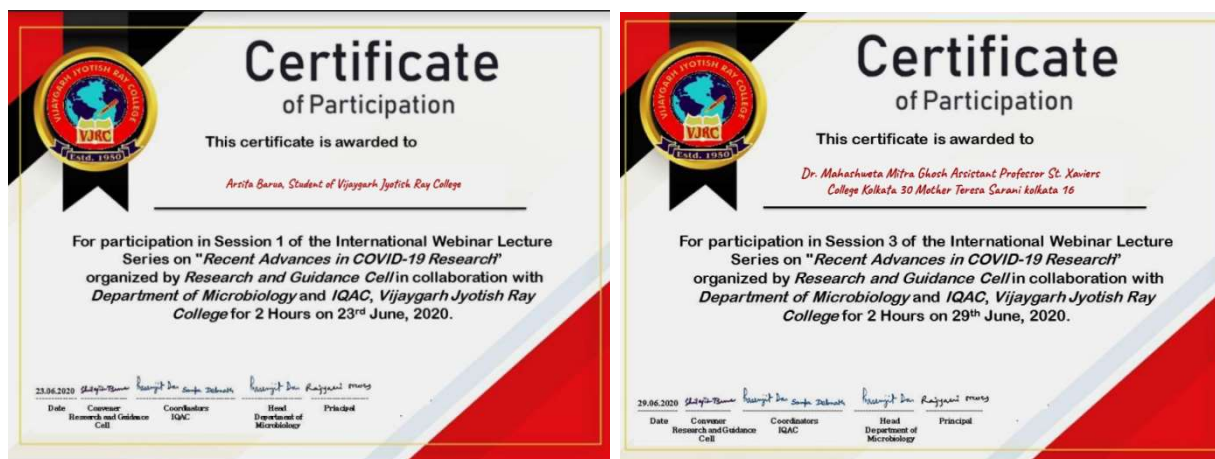 VIJAYGARH JYOTISH RAY COLLEGE
VJRC
Estd. 1950
Certificate
of Participation
This certificate is awarded to
Arsita Barua, Student of Vijaygarh Jyotish Ray College
For participation in Session 1 of the International Webinar Lecture
Series on "Recent Advances in COVID-19 Research"
organized by Research and Guidance Cell in collaboration with
Department of Microbiology and IQAC, Vijaygarh Jyotish Ray
College for 2 Hours on 23rd June, 2020.
23.06.2020
Date Convener Coordinators Head Principal
Research and Guidance IQAC Department of
Cell Microbiology
VIJAYGARH JYOTISH RAY COLLEGE
VJRC
Estd. 1950
Certificate
of Participation
This certificate is awarded to
Dr. Mahashweta Mitra Ghosh Assistant Professor St. Xaviers
College Kolkata 30 Mother Teresa Sarani kolkata 16
For participation in Session 3 of the International Webinar Lecture
Series on "Recent Advances in COVID-19 Research"
organized by Research and Guidance Cell in collaboration with
Department of Microbiology and IQAC, Vijaygarh Jyotish Ray
College for 2 Hours on 29th June, 2020.
29.06.2020
Date Convener Coordinators Head Principal
Research and Guidance IQAC Department of
Cell Microbiology